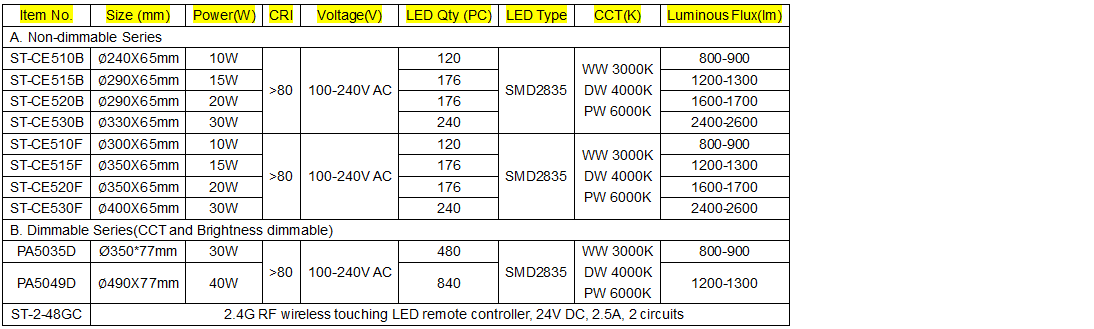 Item No. Size (mm) Power(W) CRI Voltage(V) LED Qty (PC) LED Type CCT(K) Luminous Flux(lm)
A. Non-dimmable Series
ST-CE510B Ø240X65mm 10W >80 100-240V AC 120 SMD2835 WW 3000K DW 4000K PW 6000K 800-900
ST-CE515B Ø290X65mm 15W 176 1200-1300
ST-CE520B Ø290X65mm 20W 176 1600-1700
ST-CE530B Ø330X65mm 30W 240 2400-2600
ST-CE510F Ø300X65mm 10W >80 100-240V AC 120 SMD2835 WW 3000K DW 4000K PW 6000K 800-900
ST-CE515F Ø350X65mm 15W 176 1200-1300
ST-CE520F Ø350X65mm 20W 176 1600-1700
ST-CE530F Ø400X65mm 30W 240 2400-2600
B. Dimmable Series(CCT and Brightness dimmable)
PA5035D Ø350*77mm 30W >80 100-240V AC 480 SMD2835 WW 3000K DW 4000K PW 6000K 800-900
PA5049D Ø490X77mm 40W 840 1200-1300
ST-2-48GC 2.4G RF wireless touching LED remote controller, 24V DC, 2.5A, 2 circuits